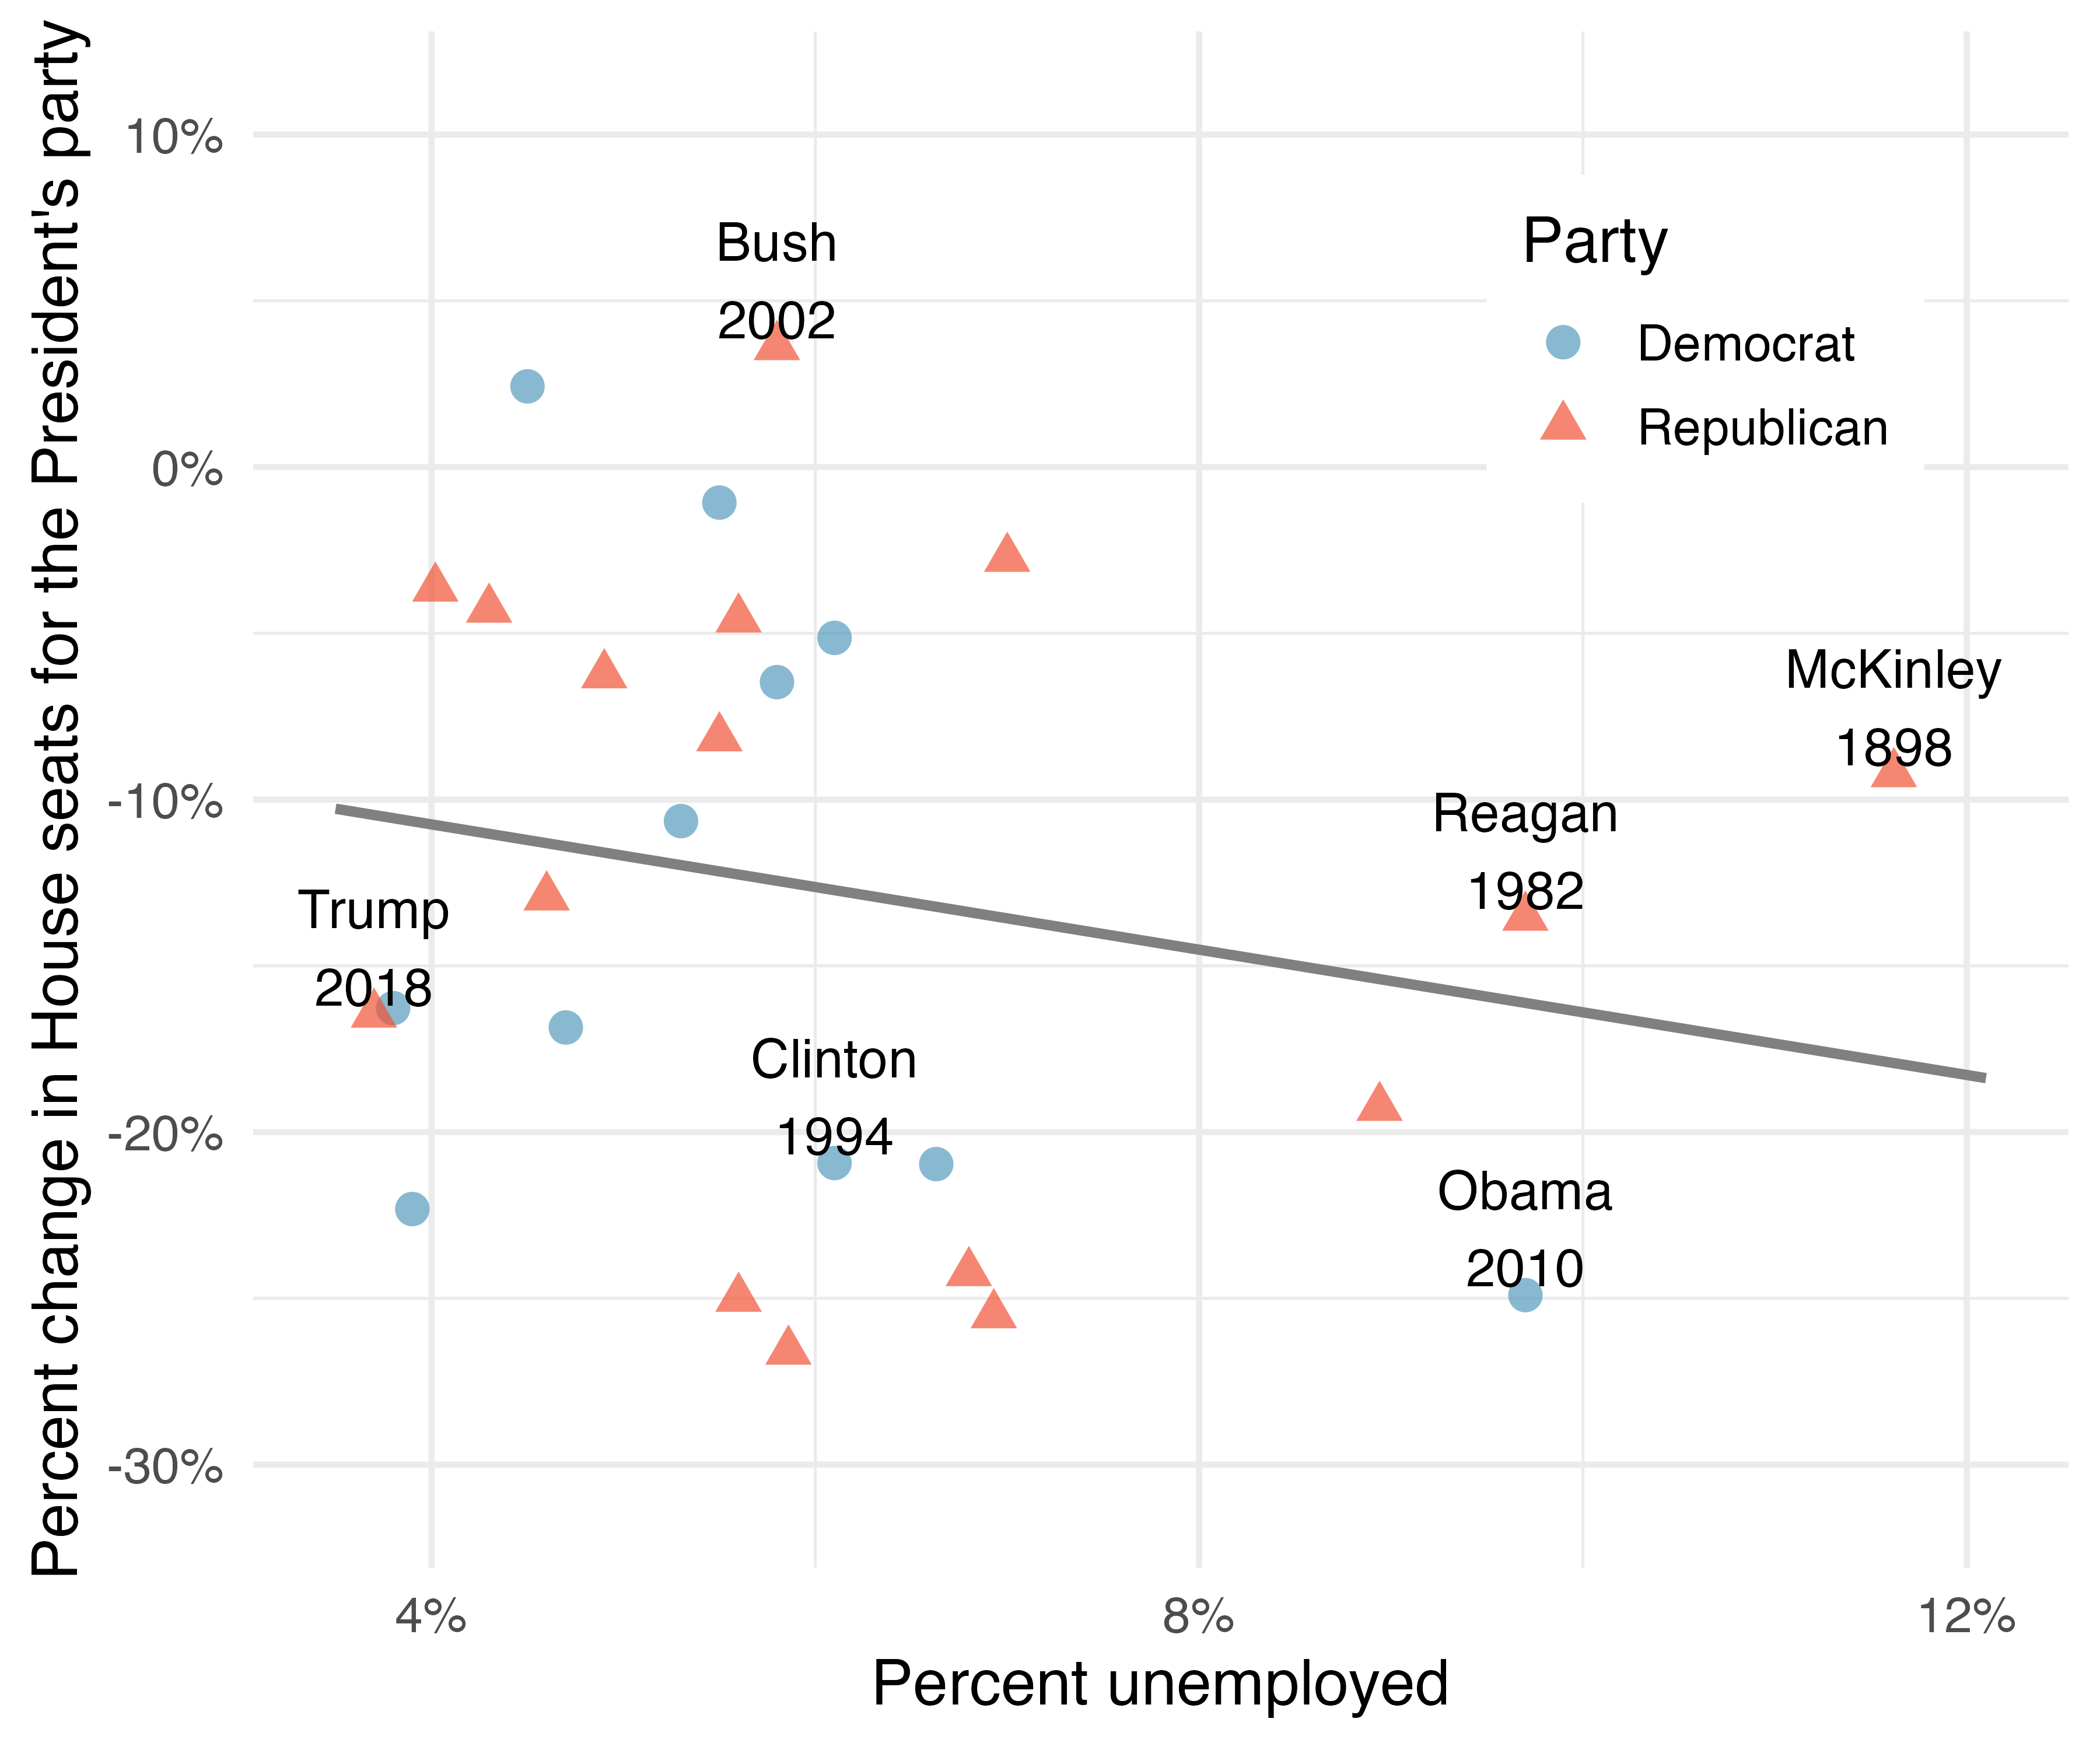 Percent change in House seats for the President's party
10%
0%
-10%
-20%
-30%
Bush
2002
Party
Democrat
Republican
McKinley
1898
Reagan
1982
Trump
2018
Clinton
1994
Obama
2010
4%
8%
12%
Percent unemployed